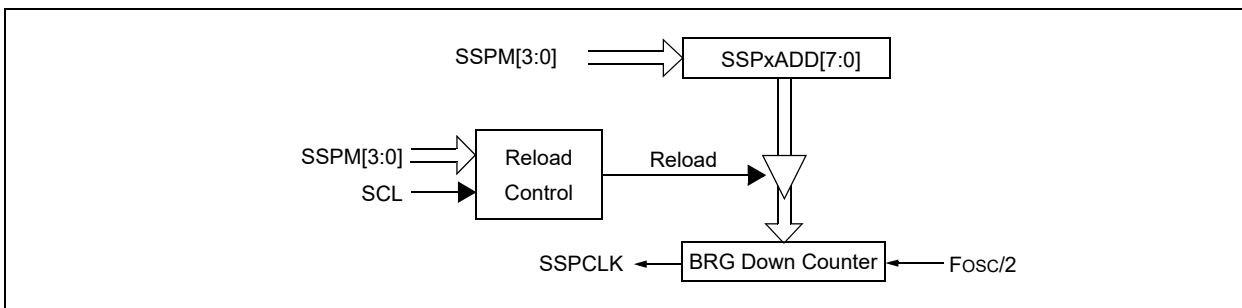 SSPM[3:0]
SSPxADD[7:0]
SSPM[3:0]
SCL
Reload
Control
Reload
SSPCLK
BRG Down Counter
FOSC/2